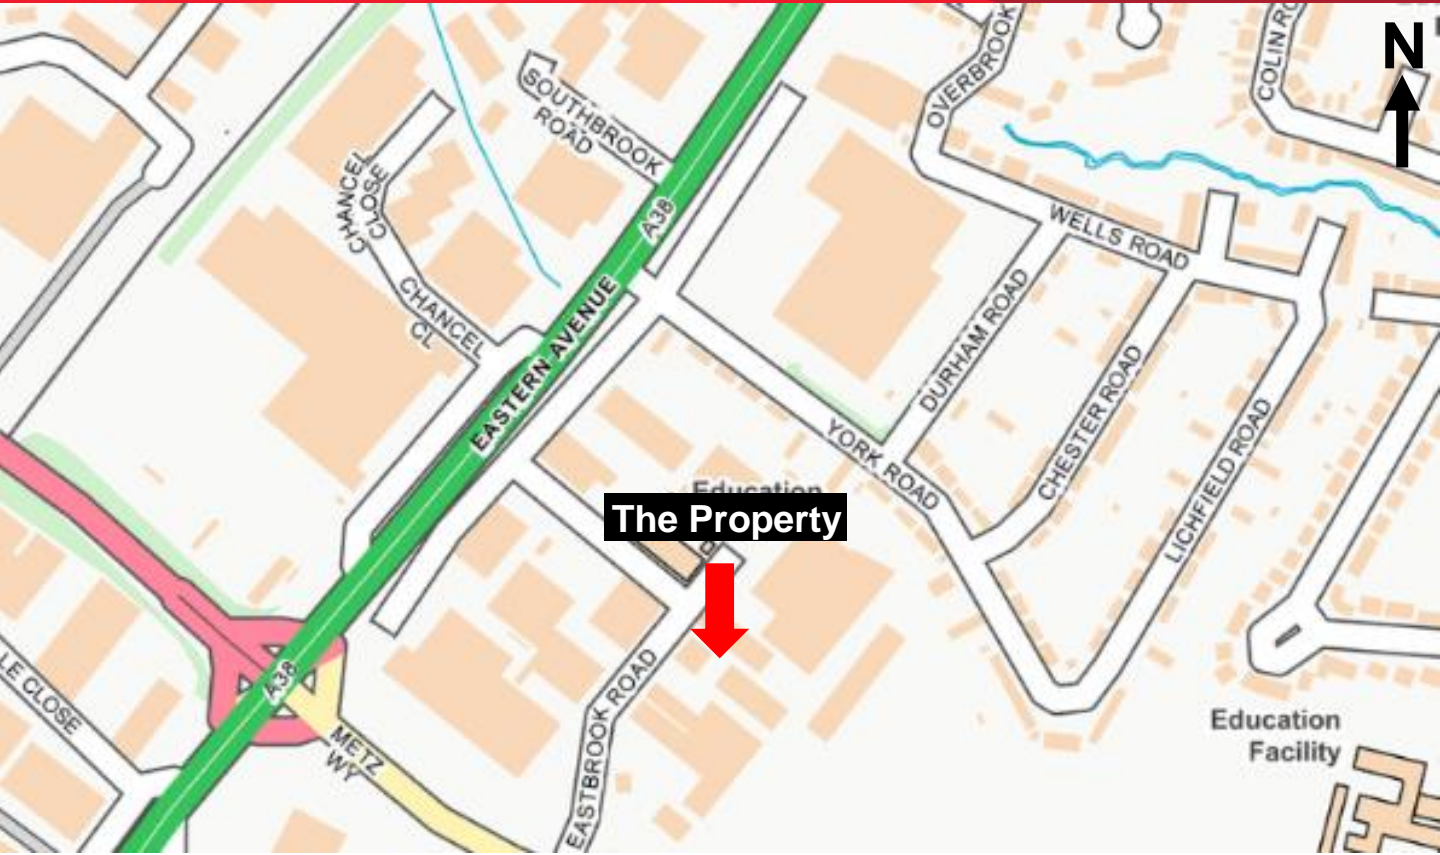 N
COLIN RO
OVERBROOK
SOUTHBROOK
ROAD
CHANCEL
CLOSE
A38
WELLS ROAD
CHANCEL
CL
EASTERN AVENUE
DURHAM ROAD
CHESTER ROAD
LICHFIELD ROAD
YORK ROAD
Education
The Property
A38
LE CLOSE
METZ
WY
EASTBROOK ROAD
Education
Facility